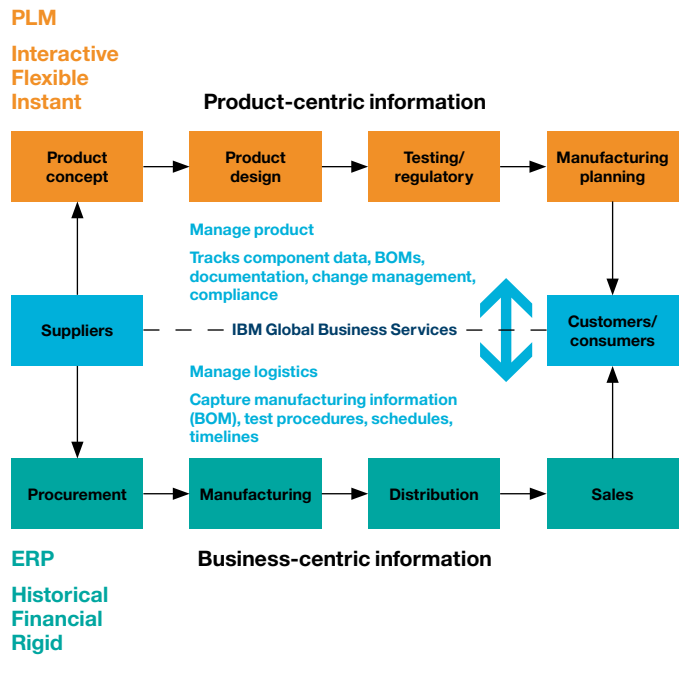 PLM
Interactive
Flexible
Instant
Product-centric information
Product
concept
Product
design
Testing/
regulatory
Manufacturing
planning
Manage product
Tracks component data, BOMs,
documentation, change management,
compliance
Suppliers
IBM Global Business Services
Customers/
consumers
Manage logistics
Capture manufacturing information
(BOM), test procedures, schedules,
timelines
Procurement
Manufacturing
Distribution
Sales
ERP
Business-centric information
Historical
Financial
Rigid